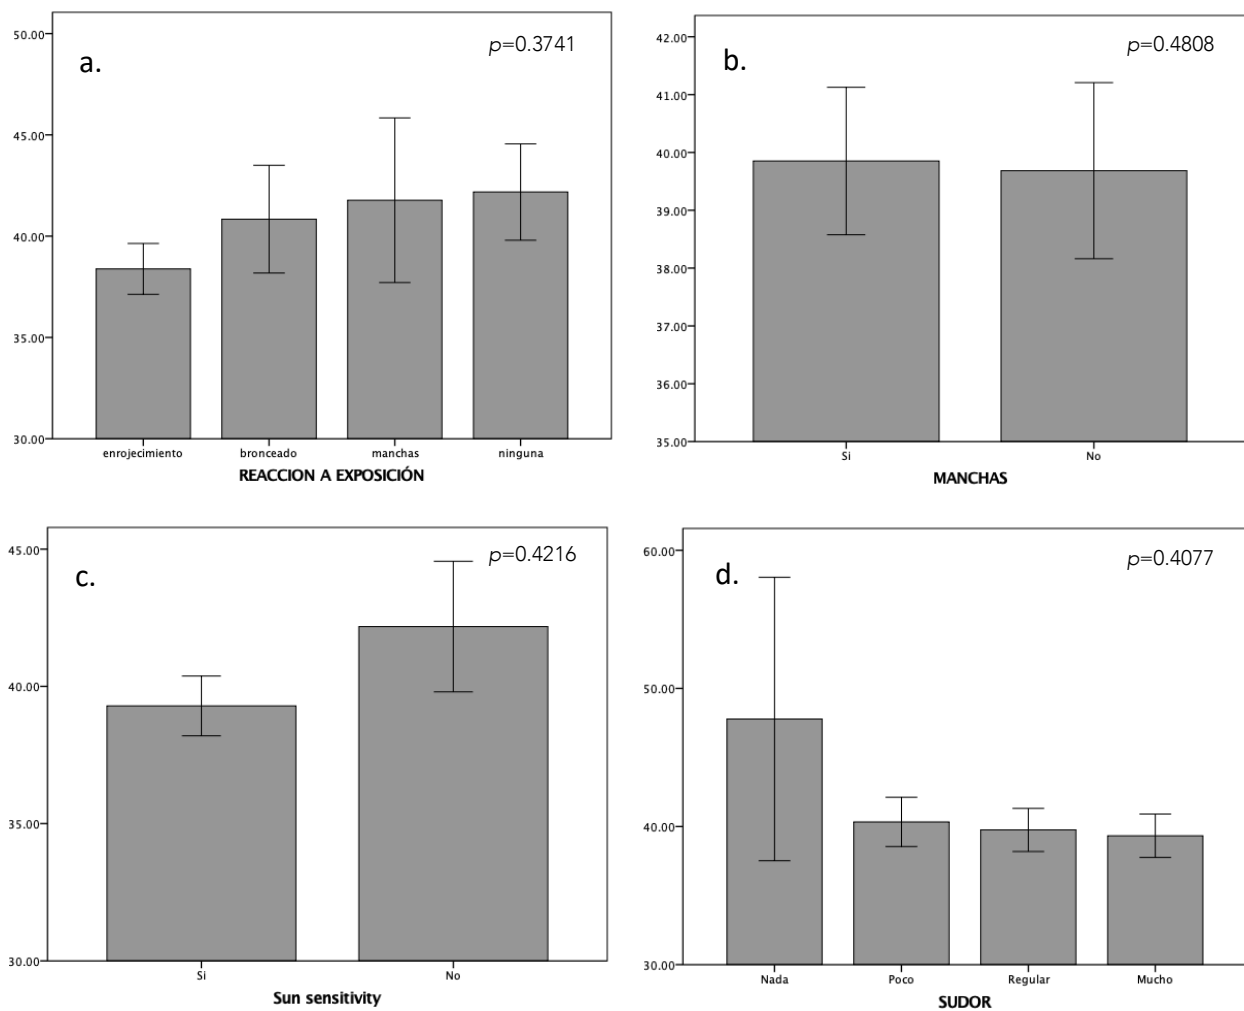 a.
p=0.3741
50.00
45.00
40.00
35.00
30.00
enrojecimiento bronceado manchas ninguna
REACCION A EXPOSICIÓN
b.
p=0.4808
42.00
41.00
40.00
39.00
38.00
37.00
36.00
35.00
Si No
MANCHAS
c.
p=0.4216
45.00
40.00
35.00
30.00
Si No
Sun sensitivity
d.
p=0.4077
60.00
50.00
40.00
30.00
Nada Poco Regular Mucho
SUDOR